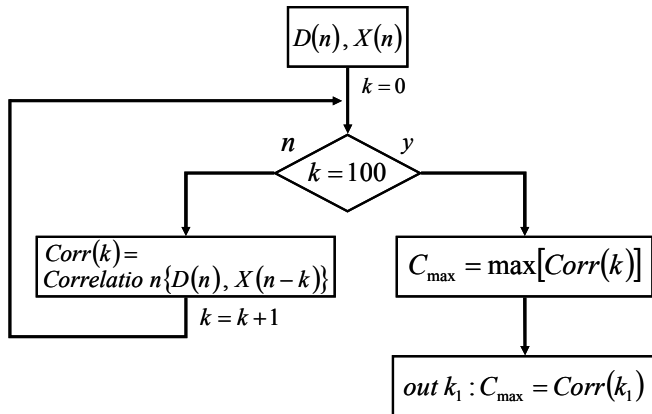 D(n), X(n)
k=0
n
y
k=100
Corr(k)=
Correlatio n{D(n), X(n-k)}
k=k+1
C_max = max[Corr(k)]
out k_1 : C_max = Corr(k_1)